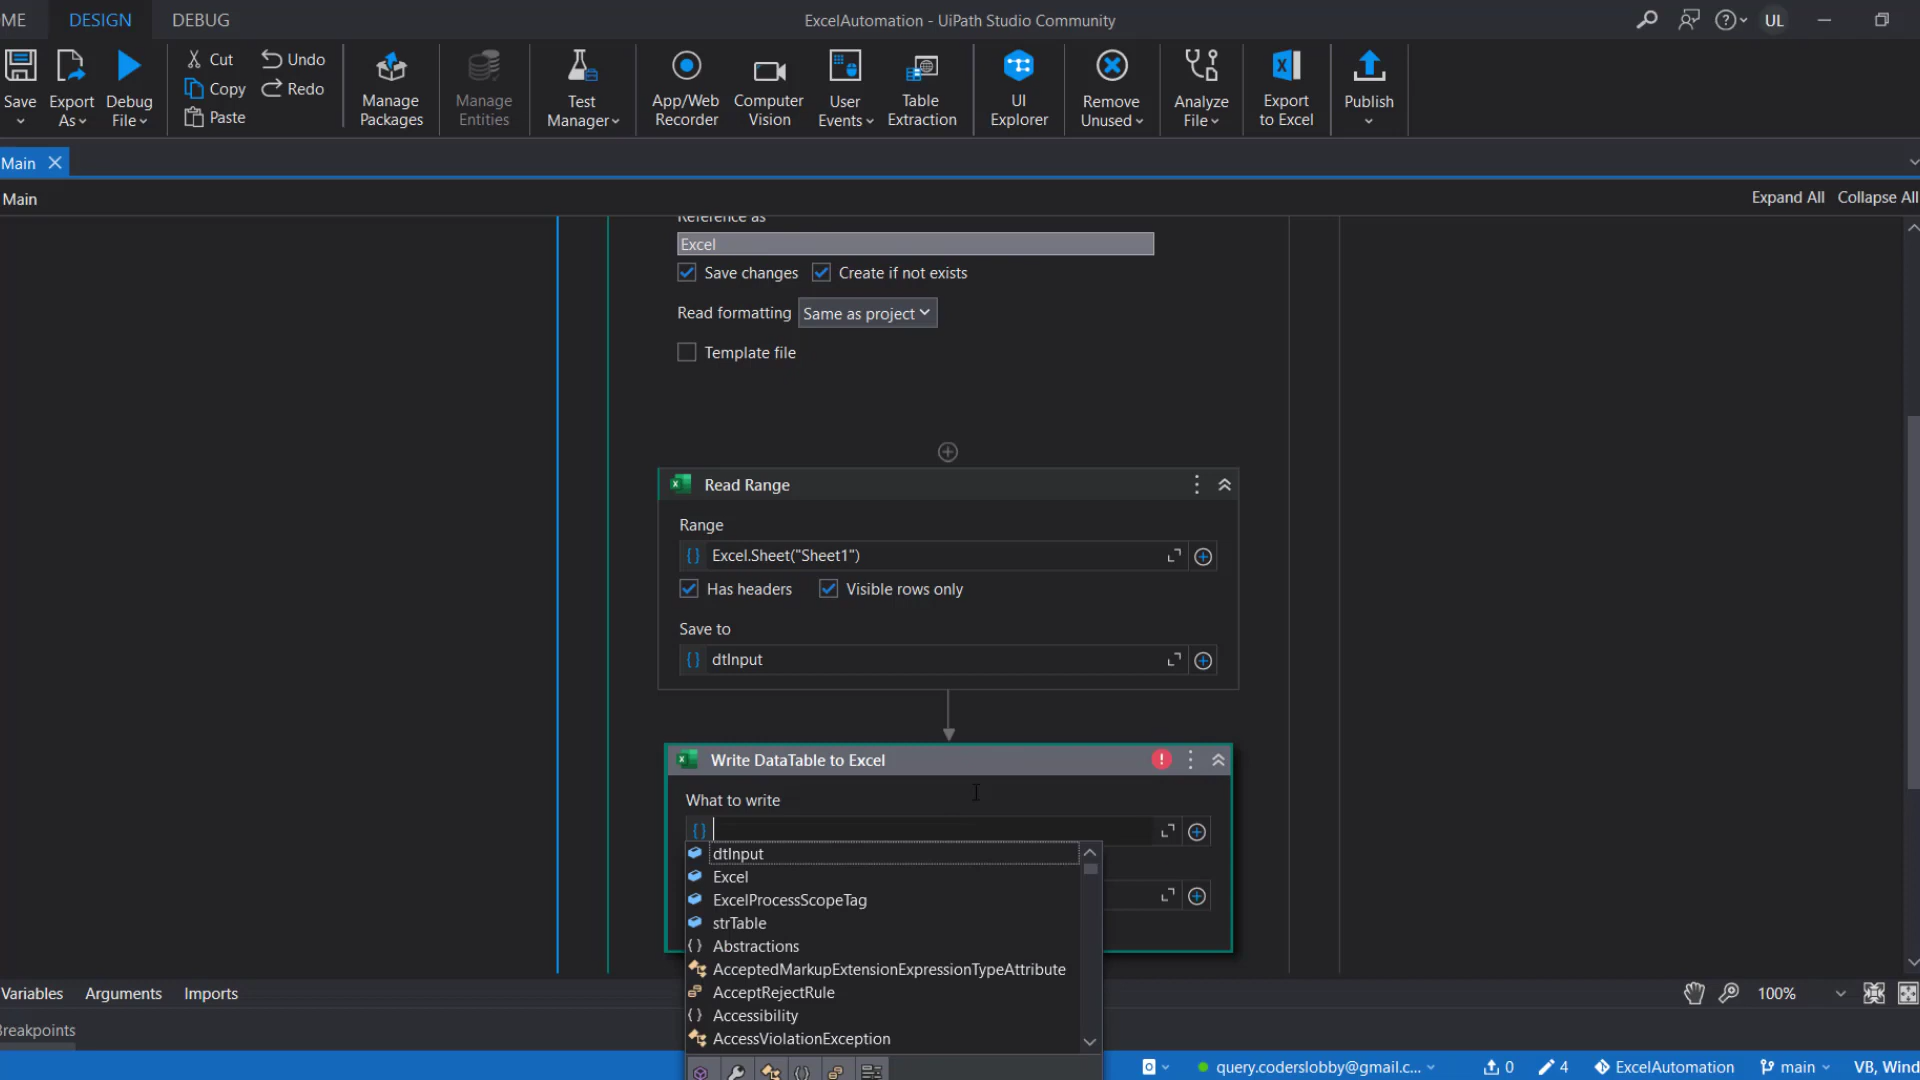 OME
DESIGN
DEBUG
ExcelAutomation - UiPath Studio Community
UL
Save
Export As
Debug File
Cut
Copy
Paste
Undo
Redo
Manage Packages
Manage Entities
Test Manager
App/Web Recorder
Computer Vision
User Events
Table Extraction
UI Explorer
Remove Unused
Analyze File
Export to Excel
Publish
Main
Main
Expand All
Collapse All
Reference as
Excel
Save changes
Create if not exists
Read formatting
Same as project
Template file
Read Range
Range
Excel.Sheet("Sheet1")
Has headers
Visible rows only
Save to
dtInput
Write DataTable to Excel
What to write
dtInput
Excel
ExcelProcessScopeTag
strTable
Abstractions
AcceptedMarkupExtensionExpressionTypeAttribute
AcceptRejectRule
Accessibility
AccessViolationException
Variables
Arguments
Imports
100%
Breakpoints
query.coderslobby@gmail.c...
0
4
ExcelAutomation
main
VB, Wind